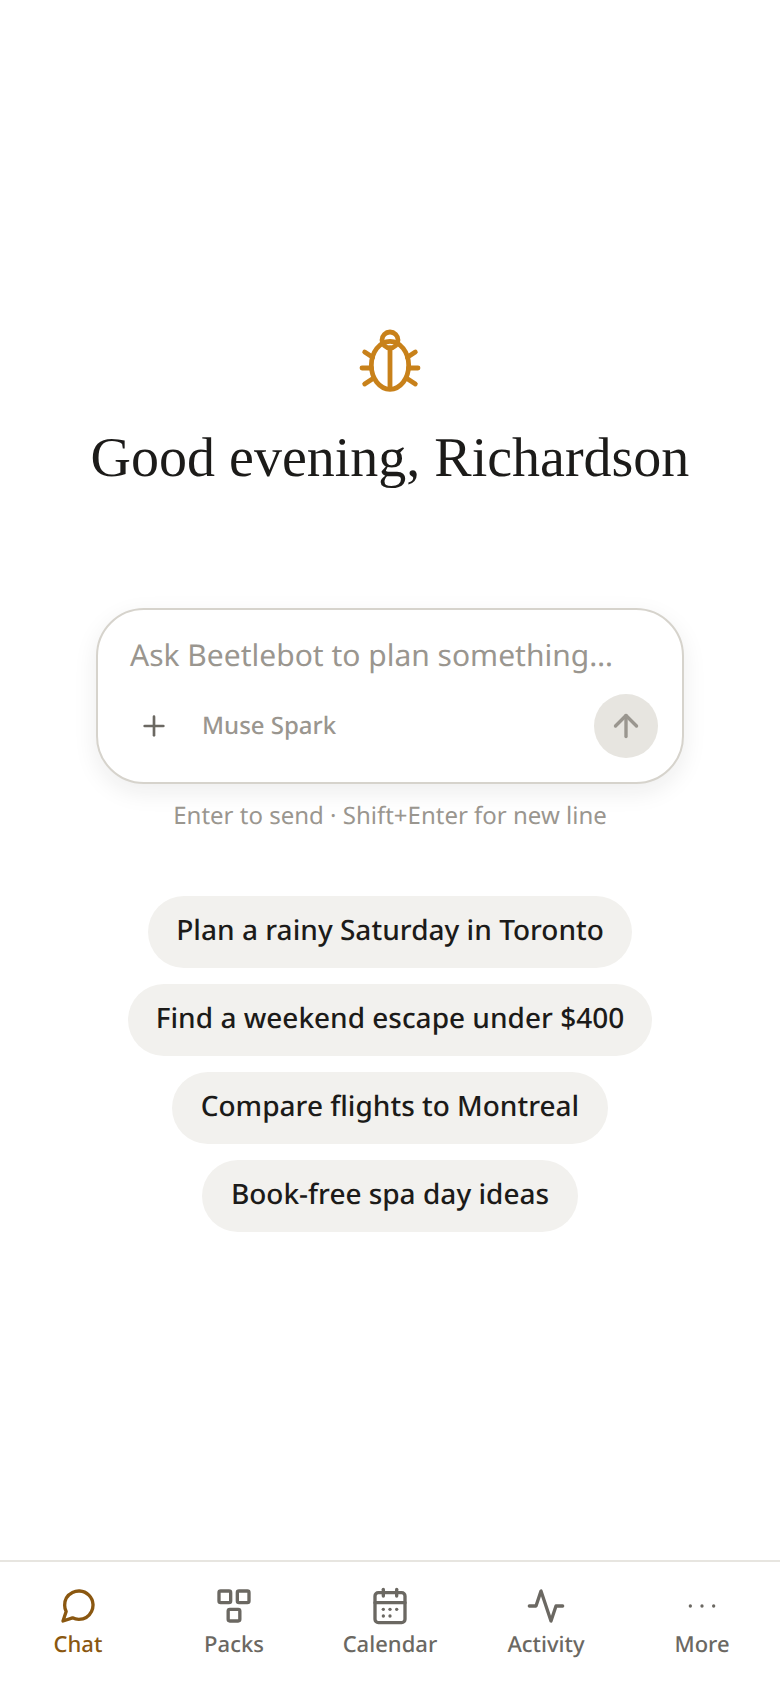 Good evening, Richardson
Ask Beetlebot to plan something...
Muse Spark
Enter to send · Shift+Enter for new line
Plan a rainy Saturday in Toronto
Find a weekend escape under $400
Compare flights to Montreal
Book-free spa day ideas
Chat
Packs
Calendar
Activity
More